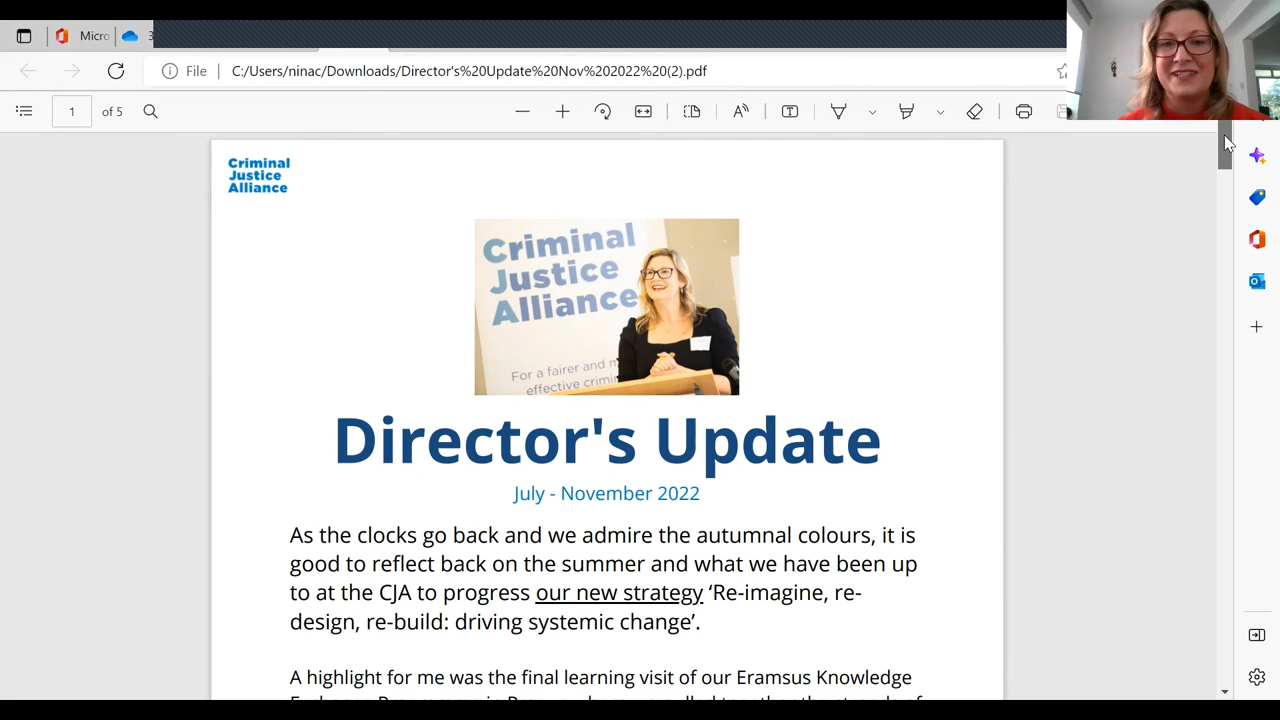 Micro
3
File
C:/Users/ninac/Downloads/Director's%20Update%20Nov%202022%20(2).pdf
1 of 5
Criminal
Justice
Alliance
Criminal
Justice
Alliance
For a fairer and m
effective crimi
Director's Update
July - November 2022
As the clocks go back and we admire the autumnal colours, it is
good to reflect back on the summer and what we have been up
to at the CJA to progress our new strategy ‘Re-imagine, re-
design, re-build: driving systemic change’.
A highlight for me was the final learning visit of our Eramsus Knowledge